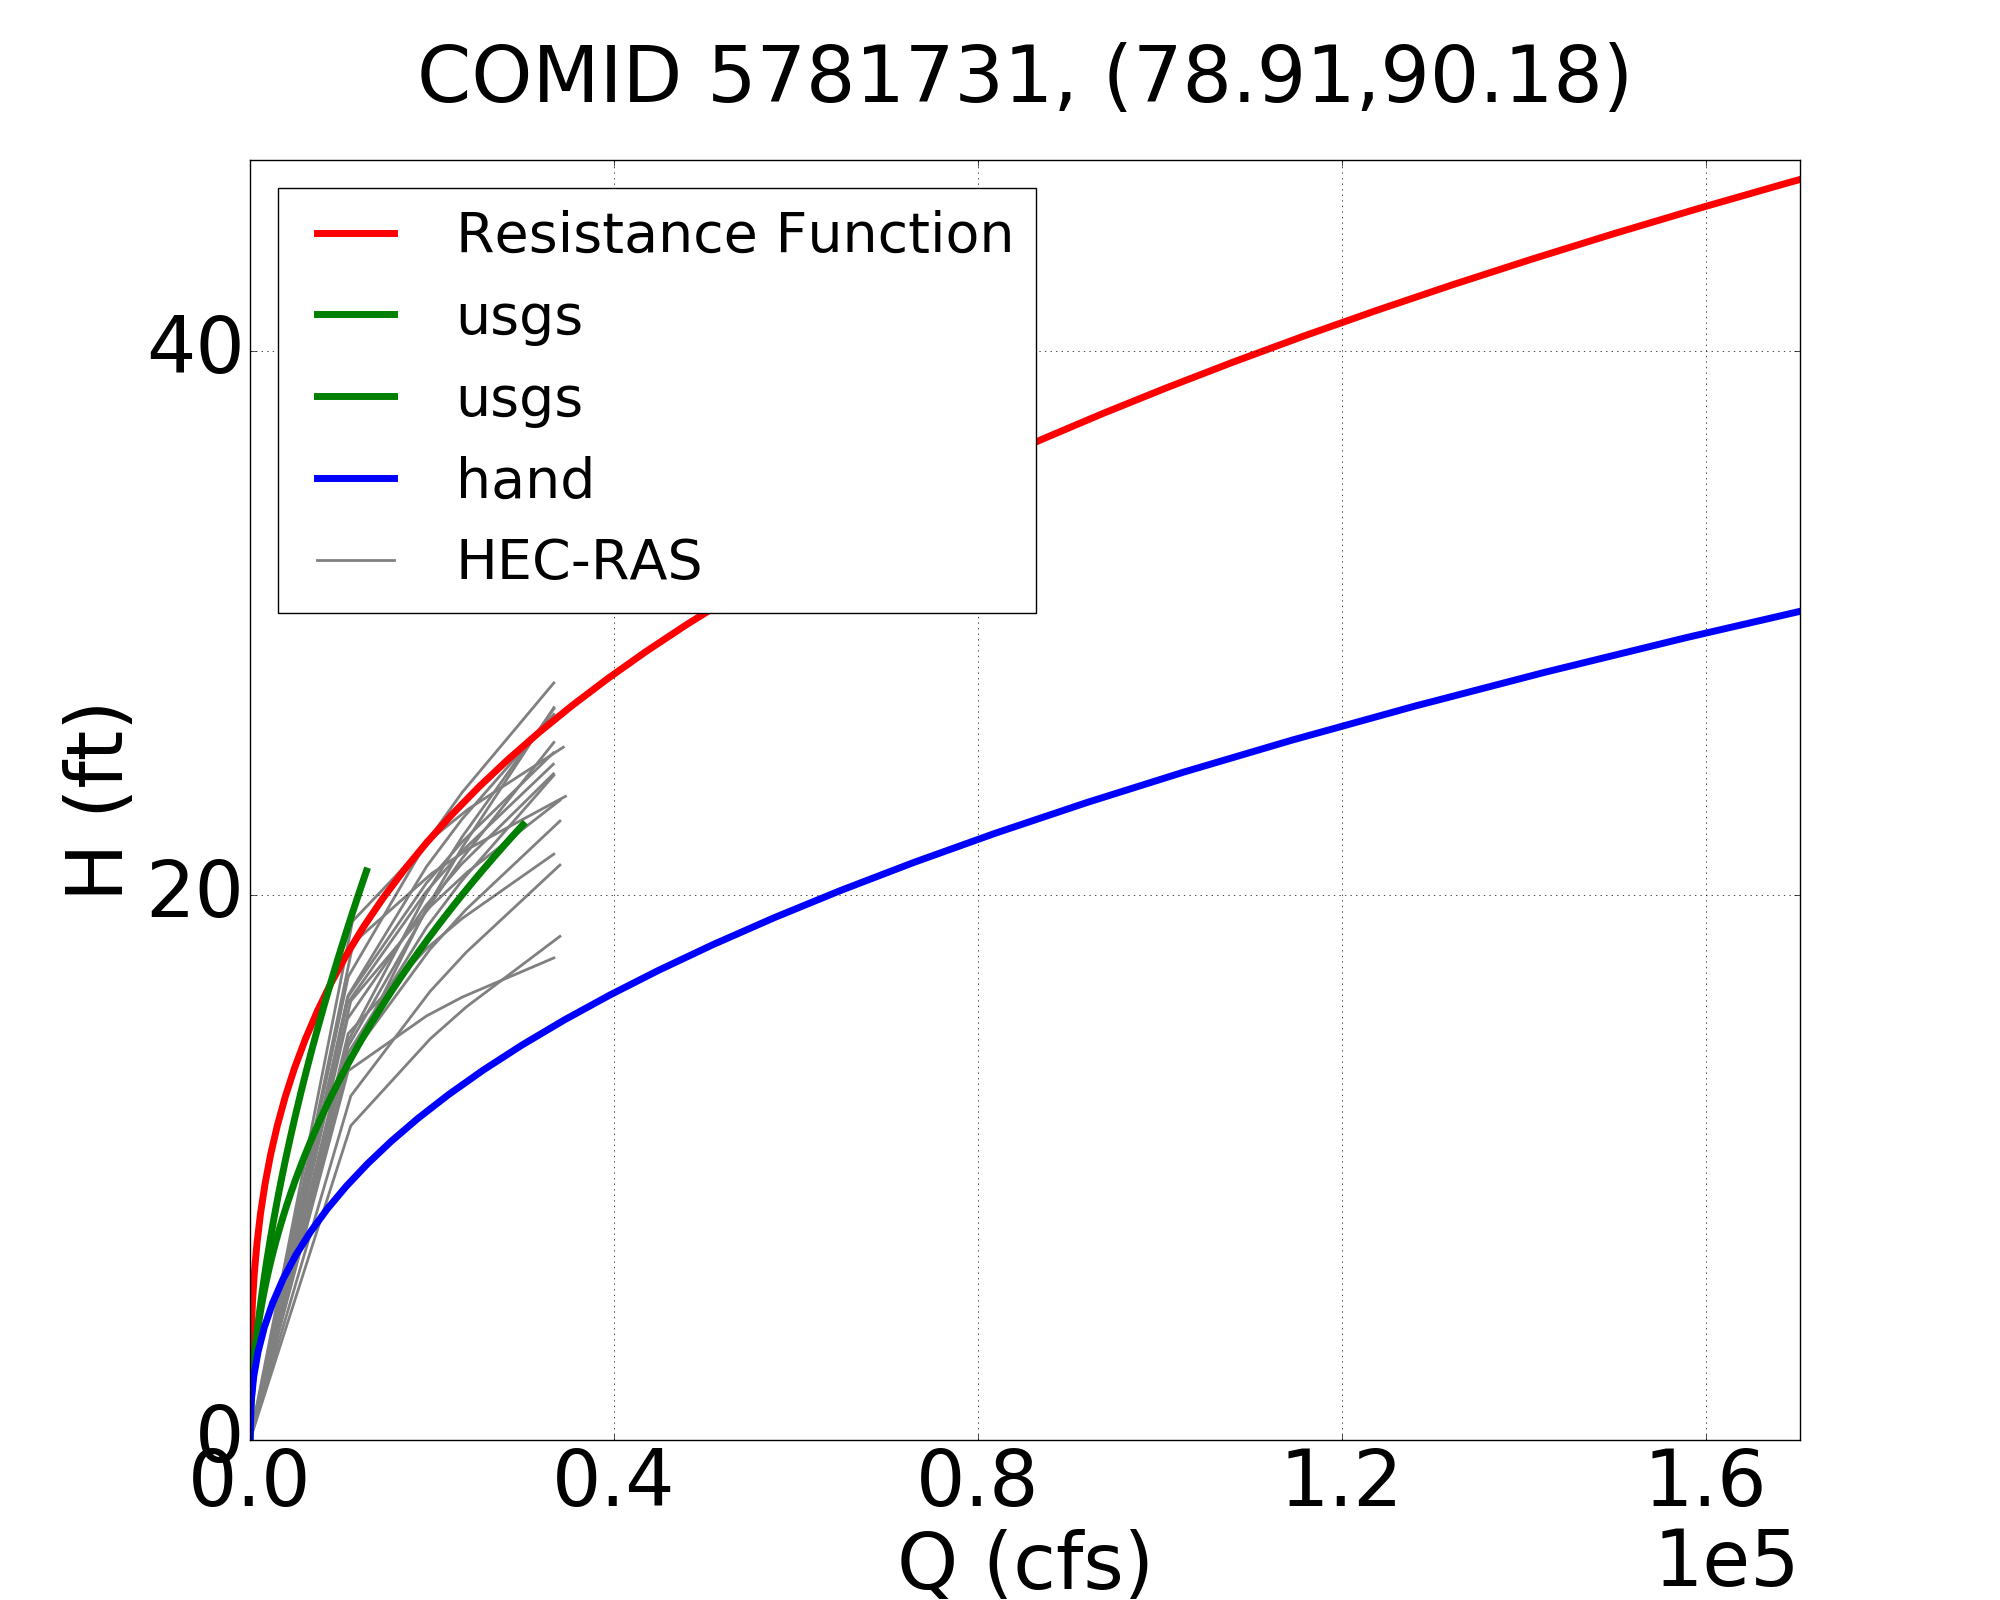 COMID 5781731, (78.91,90.18)
Resistance Function
usgs
usgs
hand
HEC-RAS
40
20
0
H (ft)
0.0 0.4 0.8 1.2 1.6
1e5
Q (cfs)